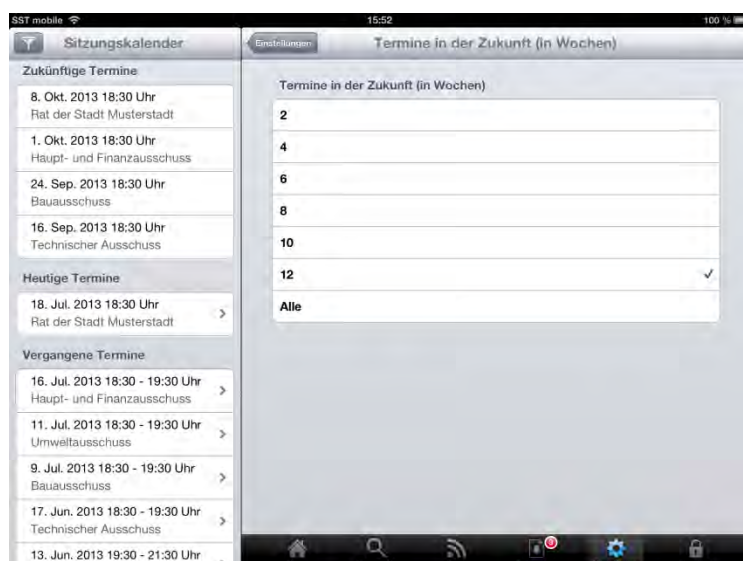 SST mobile
15:52
100 %
Sitzungskalender
Zukünftige Termine
8. Okt. 2013 18:30 Uhr
Rat der Stadt Musterstadt
1. Okt. 2013 18:30 Uhr
Haupt- und Finanzausschuss
24. Sep. 2013 18:30 Uhr
Bauausschuss
16. Sep. 2013 18:30 Uhr
Technischer Ausschuss
Heutige Termine
18. Jul. 2013 18:30 Uhr
Rat der Stadt Musterstadt
Vergangene Termine
16. Jul. 2013 18:30 - 19:30 Uhr
Haupt- und Finanzausschuss
11. Jul. 2013 18:30 - 19:30 Uhr
Umweltausschuss
9. Jul. 2013 18:30 - 19:30 Uhr
Bauausschuss
17. Jun. 2013 18:30 - 19:30 Uhr
Technischer Ausschuss
13. Jun. 2013 19:30 - 21:30 Uhr
Einstellungen
Termine in der Zukunft (in Wochen)
Termine in der Zukunft (in Wochen)
2
4
6
8
10
12
Alle